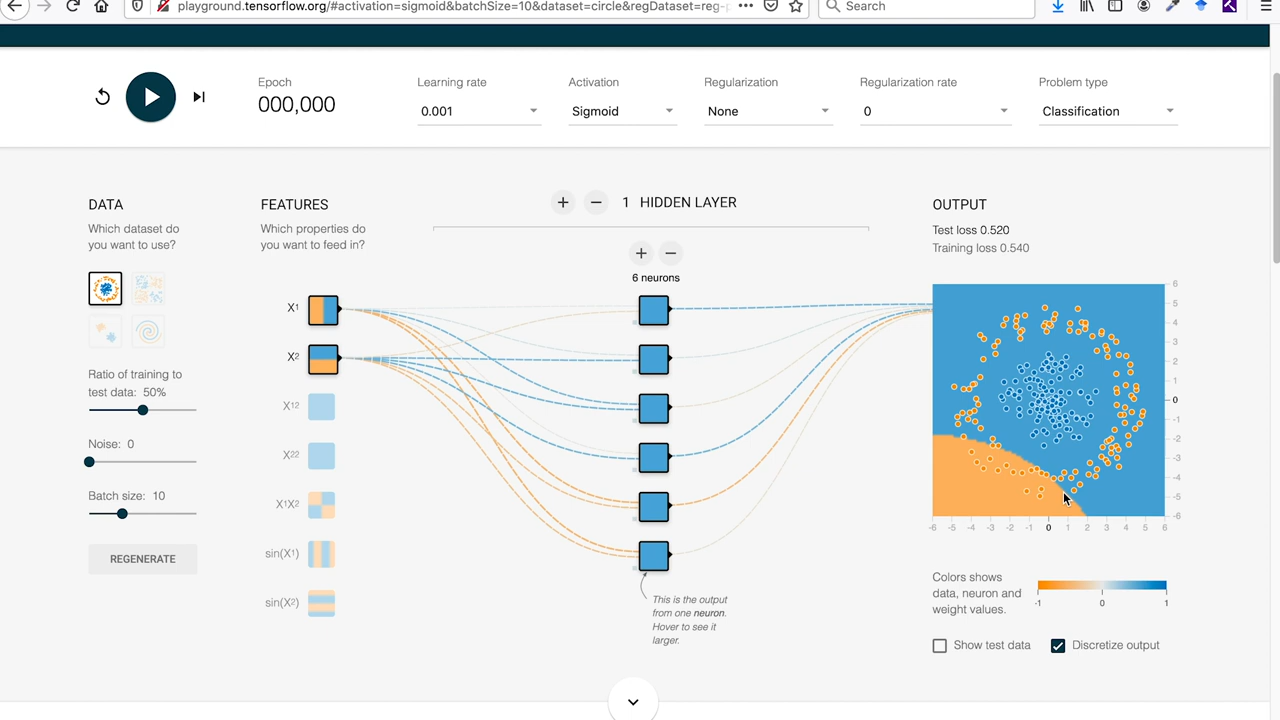 playground.tensorflow.org/#activation=sigmoid&batchSize=10&dataset=circle&regDataset=reg-
Search
Epoch
000,000
Learning rate
0.001
Activation
Sigmoid
Regularization
None
Regularization rate
0
Problem type
Classification
DATA
Which dataset do
you want to use?
Ratio of training to
test data: 50%
Noise: 0
Batch size: 10
REGENERATE
FEATURES
Which properties do
you want to feed in?
X1
X2
X12
X22
X1X2
sin(X1)
sin(X2)
+ − 1 HIDDEN LAYER
+ −
6 neurons
This is the output
from one neuron.
Hover to see it
larger.
OUTPUT
Test loss 0.520
Training loss 0.540
6
5
4
3
2
1
0
-1
-2
-3
-4
-5
-6
-6 -5 -4 -3 -2 -1 0 1 2 3 4 5 6
Colors shows
data, neuron and
weight values.
-1 0 1
Show test data
Discretize output